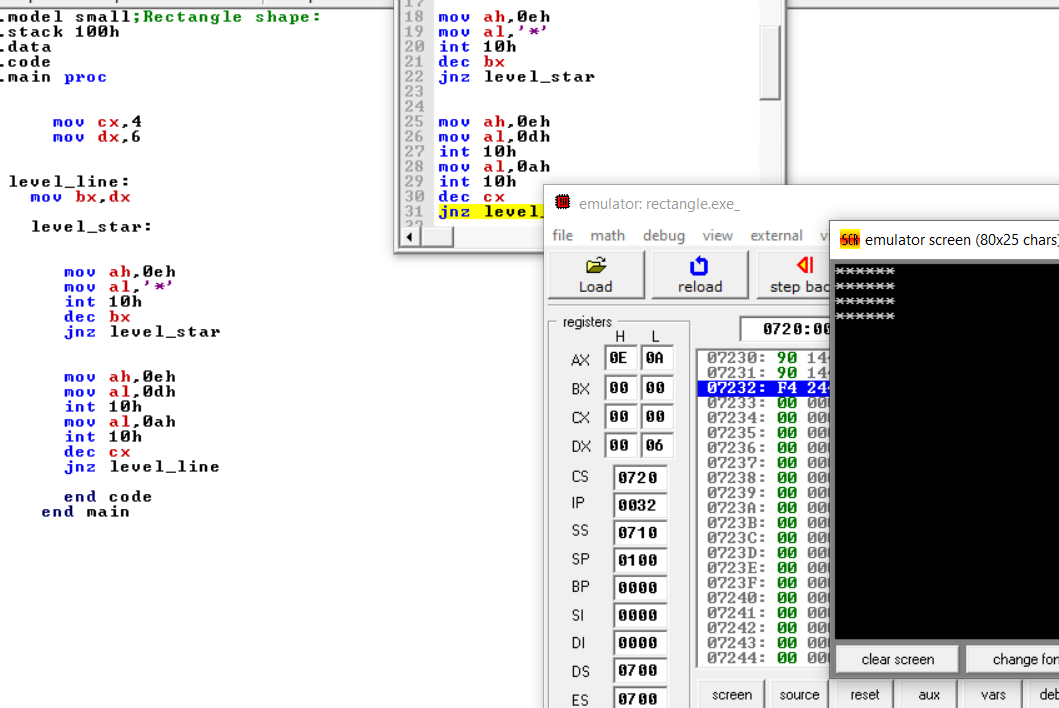 .model small;Rectangle shape:
.stack 100h
.data
.code
.main proc
mov cx,4
mov dx,6
level_line:
mov bx,dx
level_star:
mov ah,0eh
mov al,'*'
int 10h
dec bx
jnz level_star
mov ah,0eh
mov al,0dh
int 10h
mov al,0ah
int 10h
dec cx
jnz level_line
end code
end main
17
18 mov ah,0eh
19 mov al,'*'
20 int 10h
21 dec bx
22 jnz level_star
23
24
25 mov ah,0eh
26 mov al,0dh
27 int 10h
28 mov al,0ah
29 int 10h
30 dec cx
31 jnz level_
32
emulator: rectangle.exe_
file math debug view external vi
Load reload step bac
registers
H L
AX 0E 0A
BX 00 00
CX 00 00
DX 00 06
CS 0720
IP 0032
SS 0710
SP 0100
BP 0000
SI 0000
DI 0000
DS 0700
ES 0700
0720:00
07230: 90 14
07231: 90 14
07232: F4 24
07233: 00 00
07234: 00 00
07235: 00 00
07236: 00 00
07237: 00 00
07238: 00 00
07239: 00 00
0723A: 00 00
0723B: 00 00
0723C: 00 00
0723D: 00 00
0723E: 00 00
0723F: 00 00
07240: 00 00
07241: 00 00
07242: 00 00
07243: 00 00
07244: 00 00
screen source reset aux vars deb
emulator screen (80x25 chars)
******
******
******
******
clear screen change fon